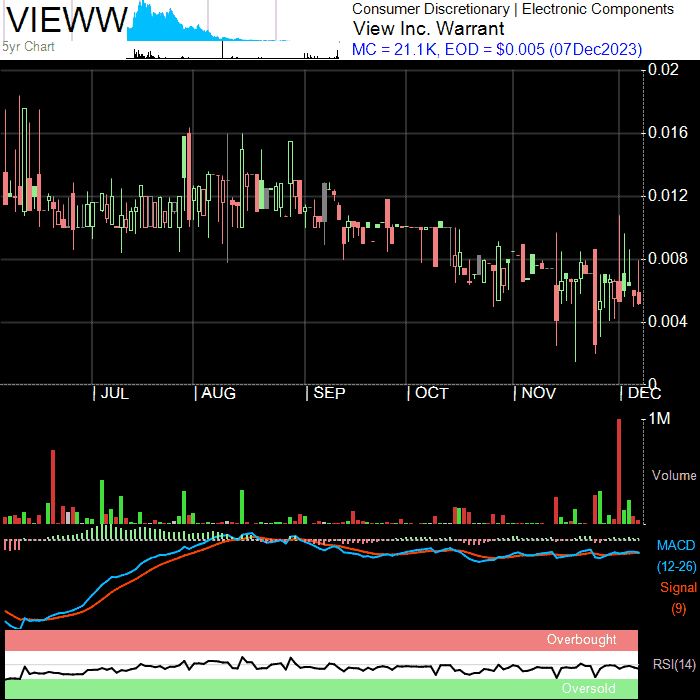 VIEWW
5yr Chart
Consumer Discretionary | Electronic Components
View Inc. Warrant
MC = 21.1K, EOD = $0.005 (07Dec2023)
0.02
0.016
0.012
0.008
0.004
0
JUL AUG SEP OCT NOV DEC
1M
Volume
MACD
(12-26)
Signal
(9)
Overbought
RSI(14)
Oversold